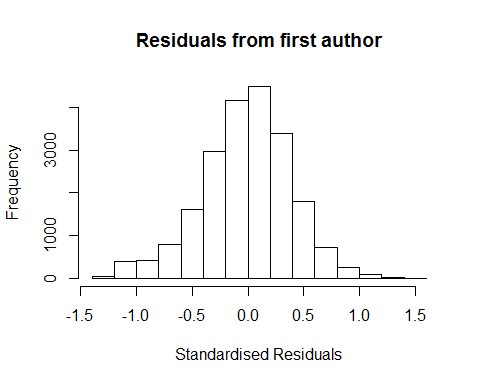 Residuals from first author
Frequency
3000
1000
0
-1.5 -1.0 -0.5 0.0 0.5 1.0 1.5
Standardised Residuals